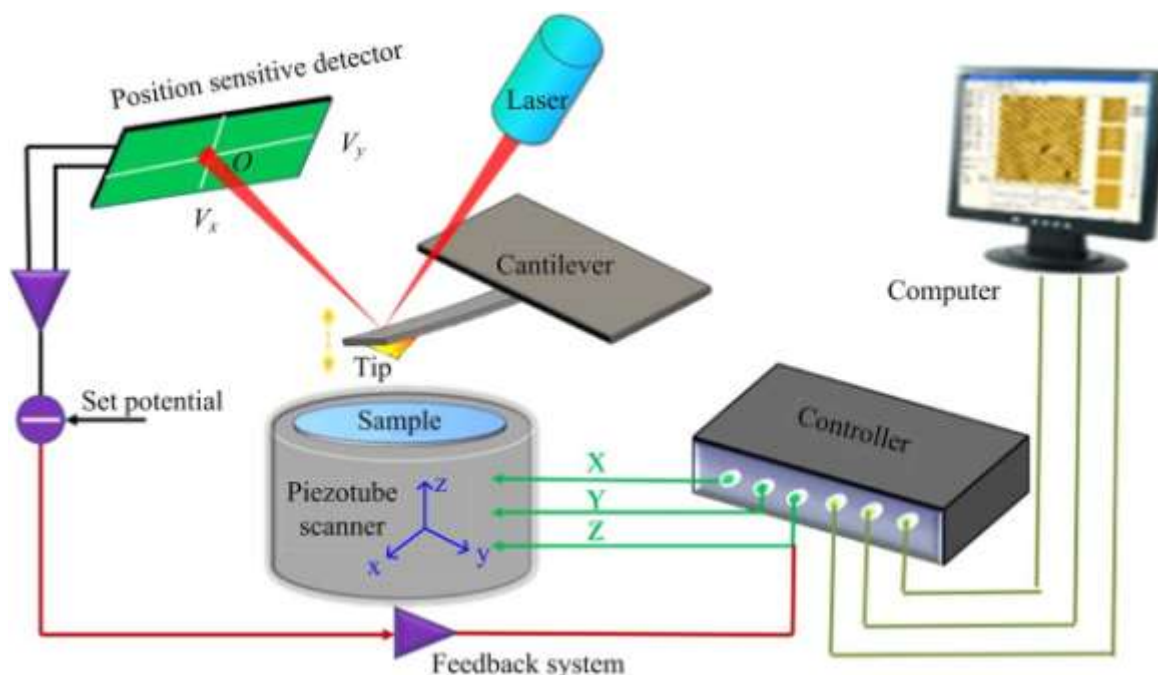 Position sensitive detector
Laser
O
V_y
V_x
Cantilever
Computer
Tip
Set potential
Sample
Controller
X
Piezotube
scanner
Y
Z
z
x
y
Feedback system